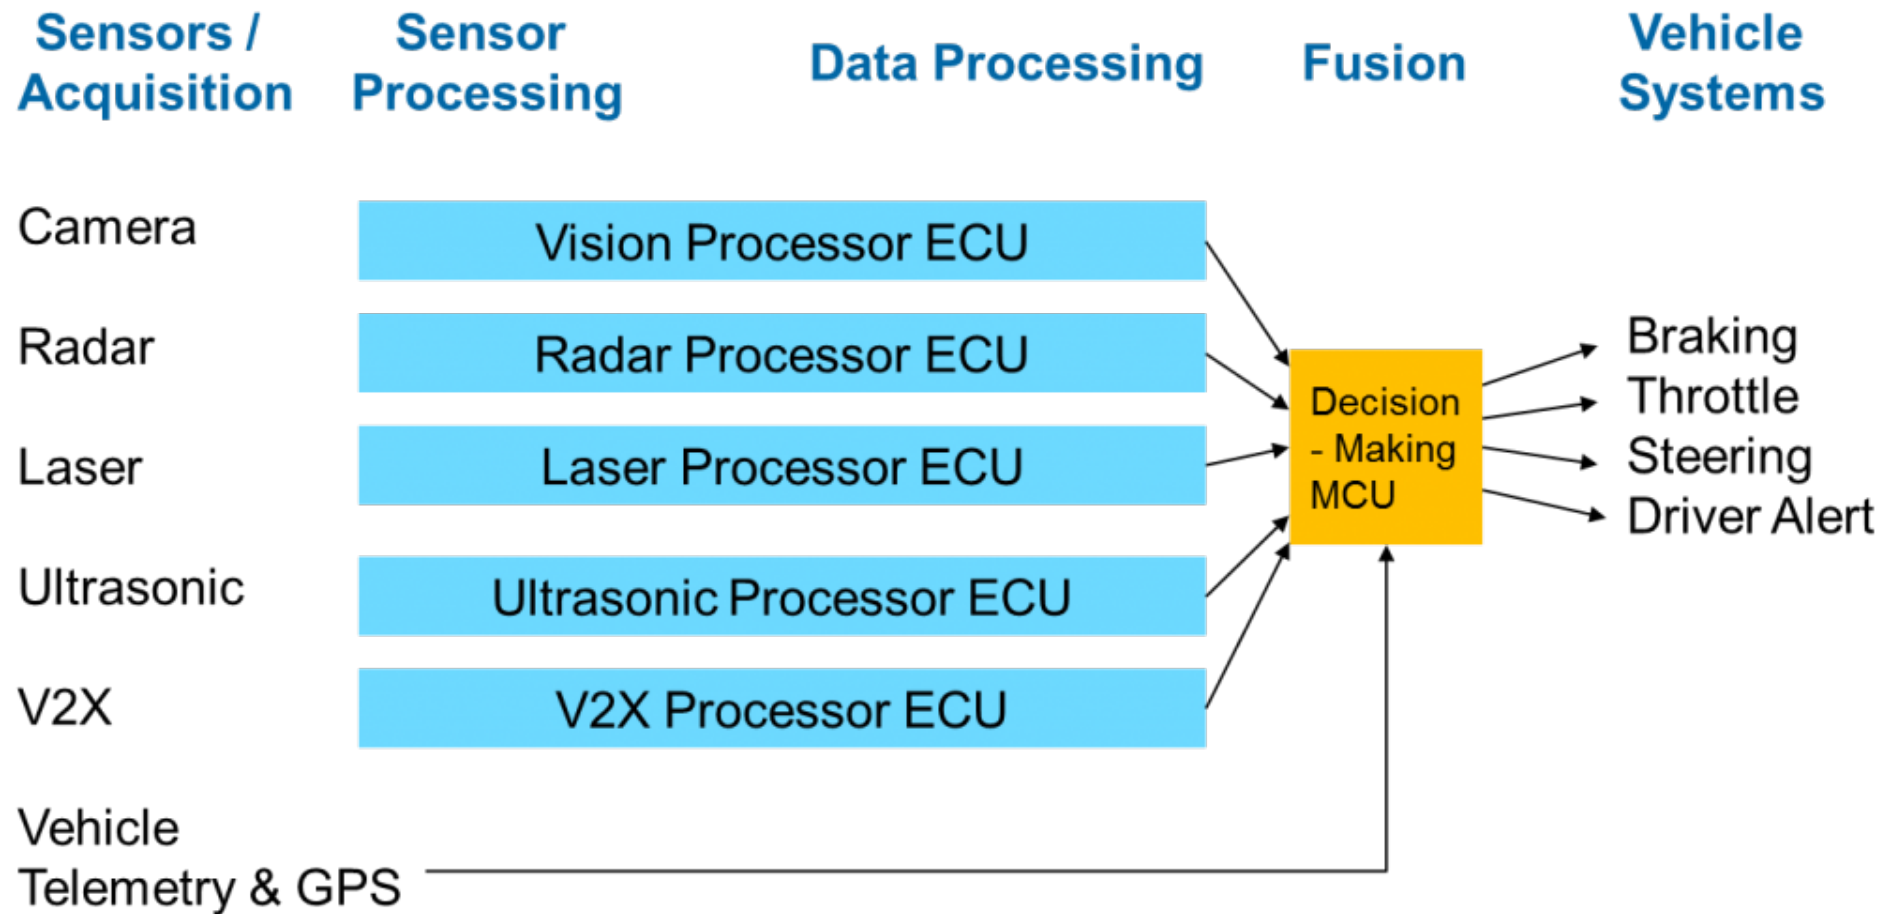 Sensors /
Acquisition
Sensor
Processing
Data Processing
Fusion
Vehicle
Systems
Camera
Vision Processor ECU
Radar
Radar Processor ECU
Laser
Laser Processor ECU
Ultrasonic
Ultrasonic Processor ECU
V2X
V2X Processor ECU
Vehicle
Telemetry & GPS
Decision
- Making
MCU
Braking
Throttle
Steering
Driver Alert